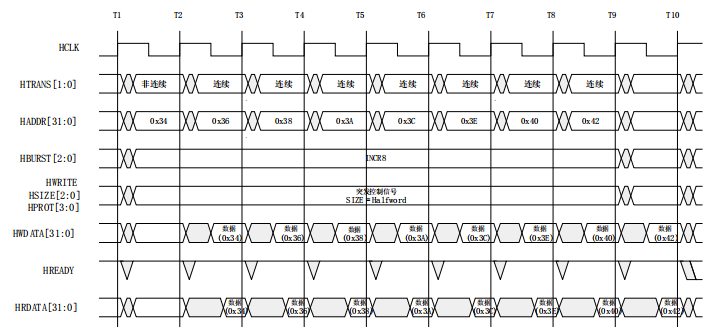 T1 T2 T3 T4 T5 T6 T7 T8 T9 T10
HCLK
HTRANS[1:0] 非连续 连续 连续 连续 连续 连续 连续 连续
HADDR[31:0] 0x34 0x36 0x38 0x3A 0x3C 0x3E 0x40 0x42
HBURST[2:0] INCR8
HWRITE
HSIZE[2:0]
HPROT[3:0]
突发控制信号
SIZE=Halfword
HWDATA[31:0]
数据 数据 数据 数据 数据 数据 数据 数据
(0x34) (0x36) (0x38) (0x3A) (0x3C) (0x3E) (0x40) (0x42)
HREADY
HRDATA[31:0]
数据 数据 数据 数据 数据 数据 数据 数据
(0x34) (0x36) (0x38) (0x3A) (0x3C) (0x3E) (0x40) (0x42)